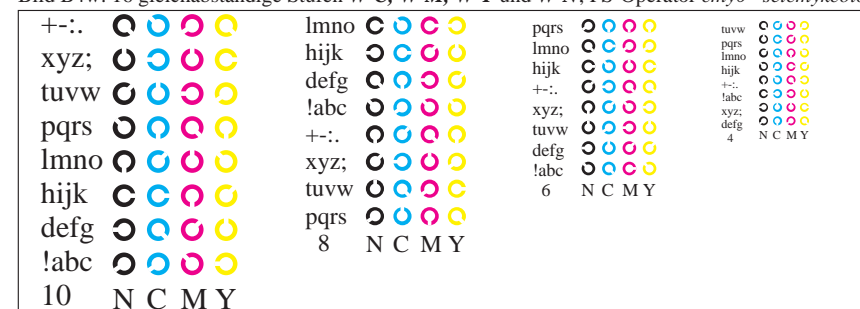 +-:.
xyz;
tuvw
pqrs
lmno
hijk
defg
!abc
10 N C M Y
lmno
hijk
defg
!abc
+-:.
xyz;
tuvw
pqrs
8 N C M Y
pqrs
lmno
hijk
+-:.
xyz;
tuvw
defg
!abc
6 N C M Y
tuvw
pqrs
lmno
hijk
+-:.
!abc
xyz;
defg
4 N C M Y